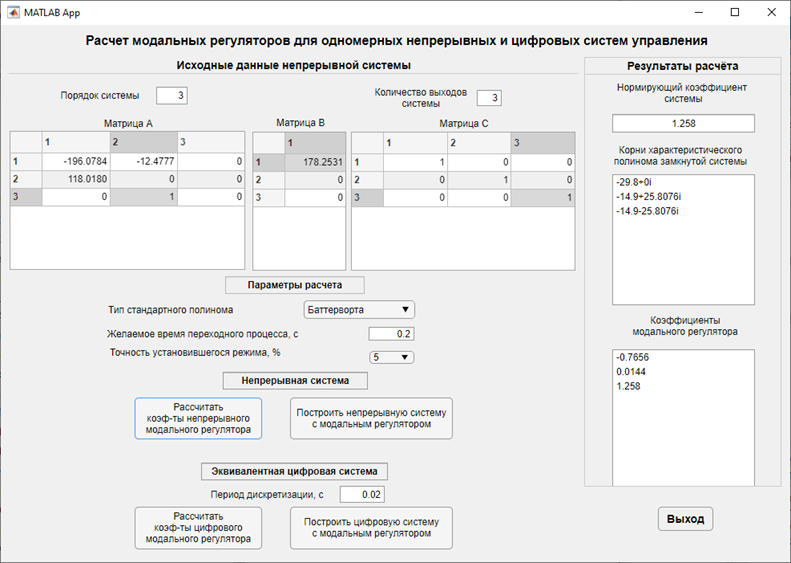 MATLAB App
Расчет модальных регуляторов для одномерных непрерывных и цифровых систем управления
Исходные данные непрерывной системы
Порядок системы
3
Количество выходов
системы
3
Матрица A
1 2 3
1 -196.0784 -12.4777 0
2 118.0180 0 0
3 0 1 0
Матрица B
1
1 178.2531
2 0
3 0
Матрица C
1 2 3
1 1 0 0
2 0 1 0
3 0 0 1
Параметры расчета
Тип стандартного полинома
Баттерворта
Желаемое время переходного процесса, с
0.2
Точность установившегося режима, %
5
Непрерывная система
Рассчитать
коэф-ты непрерывного
модального регулятора
Построить непрерывную систему
с модальным регулятором
Эквивалентная цифровая система
Период дискретизации, с
0.02
Рассчитать
коэф-ты цифрового
модального регулятора
Построить цифровую систему
с модальным регулятором
Результаты расчёта
Нормирующий коэффициент
системы
1.258
Корни характеристического
полинома замкнутой системы
-29.8+0i
-14.9+25.8076i
-14.9-25.8076i
Коэффициенты
модального регулятора
-0.7656
0.0144
1.258
Выход